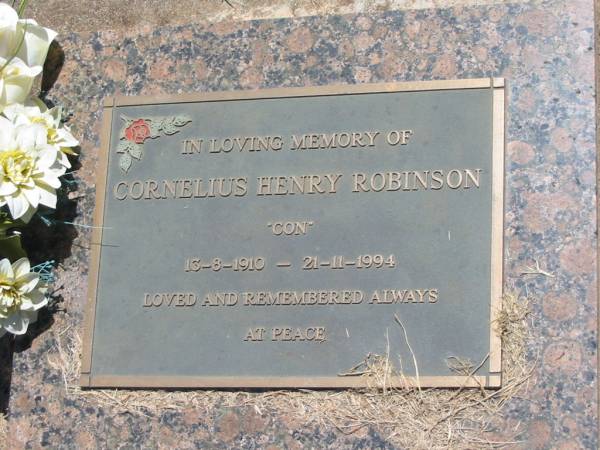 IN LOVING MEMORY OF
CORNELIUS HENRY ROBINSON
"CON"
13-8-1910 - 21-11-1994
LOVED AND REMEMBERED ALWAYS
AT PEACE